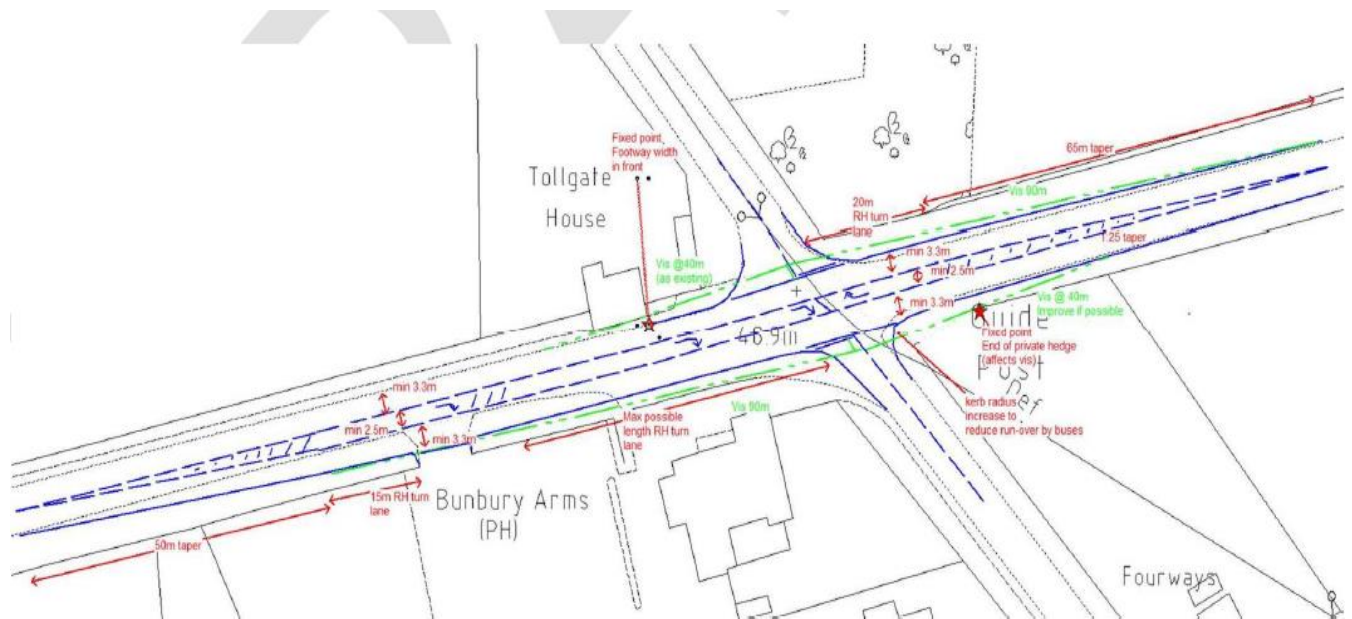 Fixed point,
Footway width
in front
Tollgate
House
65m taper
Vis 90m
20m
RH turn
lane
1:25 taper
min 3.3m
min 2.5m
Vis @40m
(as existing)
min 3.3m
Vis @ 40m
Improve if posisible
46.9m
Guide
Fixed point
End of private hedge
(affects vis)
Post
min 3.3m
min 2.5m
min 3.3m
Vis 90m
Max possible
length RH turn
lane
kerb radius
increase to
reduce run-over by buses
15m RH turn
lane
Bunbury Arms
(PH)
50m taper
Fourways